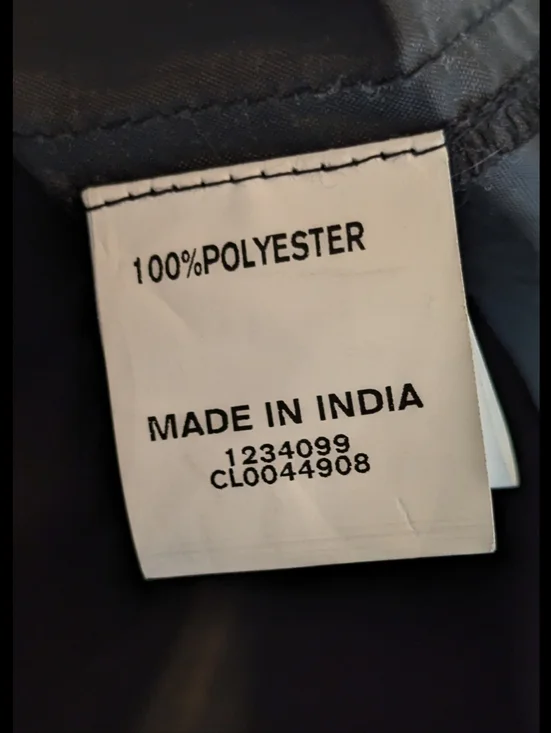 100%POLYESTER
MADE IN INDIA
1234099
CL0044908